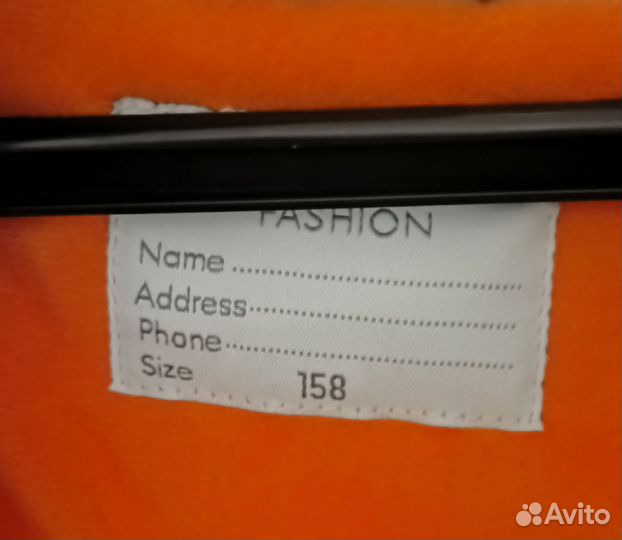 FASHION
Name
Address
Phone
Size 158
Avito